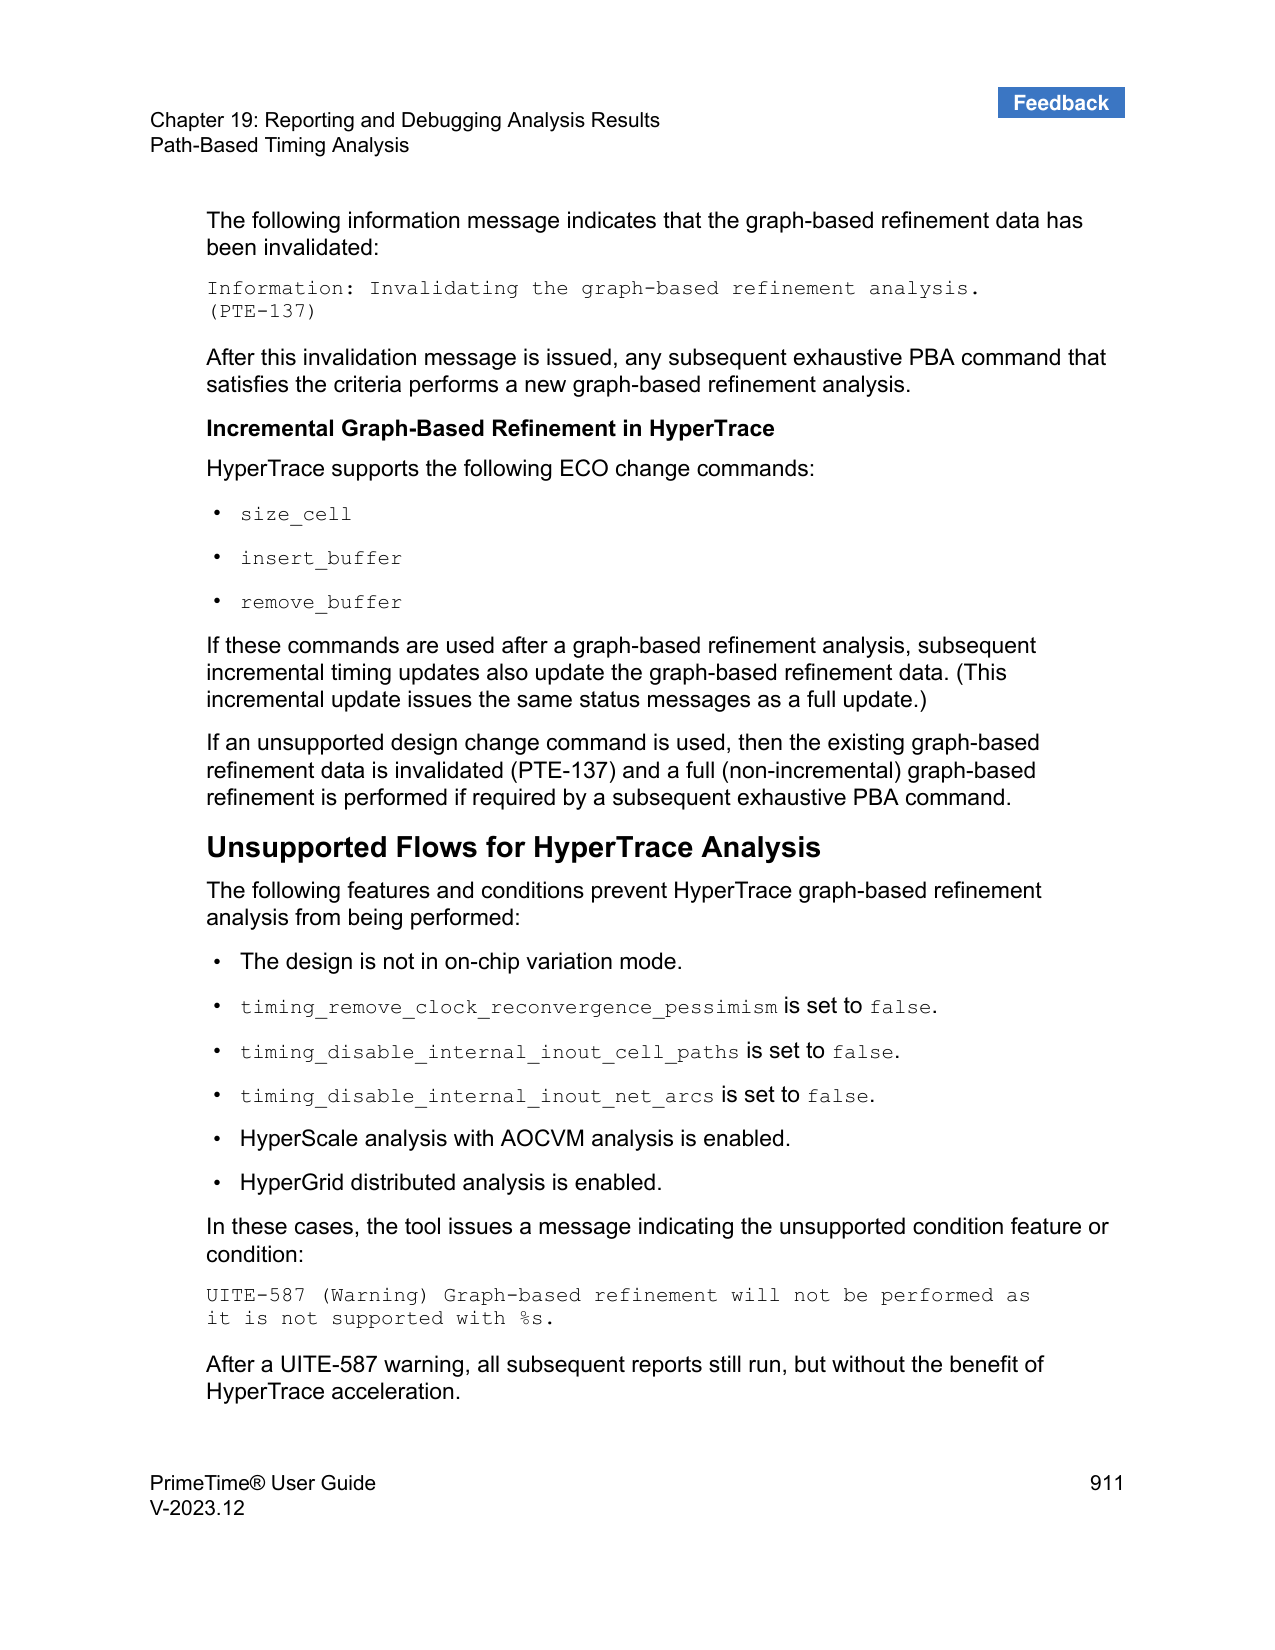 Feedback
Chapter 19: Reporting and Debugging Analysis Results
Path-Based Timing Analysis
The following information message indicates that the graph-based refinement data has
been invalidated:
Information: Invalidating the graph-based refinement analysis.
(PTE-137)
After this invalidation message is issued, any subsequent exhaustive PBA command that
satisfies the criteria performs a new graph-based refinement analysis.
Incremental Graph-Based Refinement in HyperTrace
HyperTrace supports the following ECO change commands:
• size_cell
• insert_buffer
• remove_buffer
If these commands are used after a graph-based refinement analysis, subsequent
incremental timing updates also update the graph-based refinement data. (This
incremental update issues the same status messages as a full update.)
If an unsupported design change command is used, then the existing graph-based
refinement data is invalidated (PTE-137) and a full (non-incremental) graph-based
refinement is performed if required by a subsequent exhaustive PBA command.
Unsupported Flows for HyperTrace Analysis
The following features and conditions prevent HyperTrace graph-based refinement
analysis from being performed:
• The design is not in on-chip variation mode.
• timing_remove_clock_reconvergence_pessimism is set to false.
• timing_disable_internal_inout_cell_paths is set to false.
• timing_disable_internal_inout_net_arcs is set to false.
• HyperScale analysis with AOCVM analysis is enabled.
• HyperGrid distributed analysis is enabled.
In these cases, the tool issues a message indicating the unsupported condition feature or
condition:
UITE-587 (Warning) Graph-based refinement will not be performed as
it is not supported with %s.
After a UITE-587 warning, all subsequent reports still run, but without the benefit of
HyperTrace acceleration.
PrimeTime® User Guide 911
V-2023.12